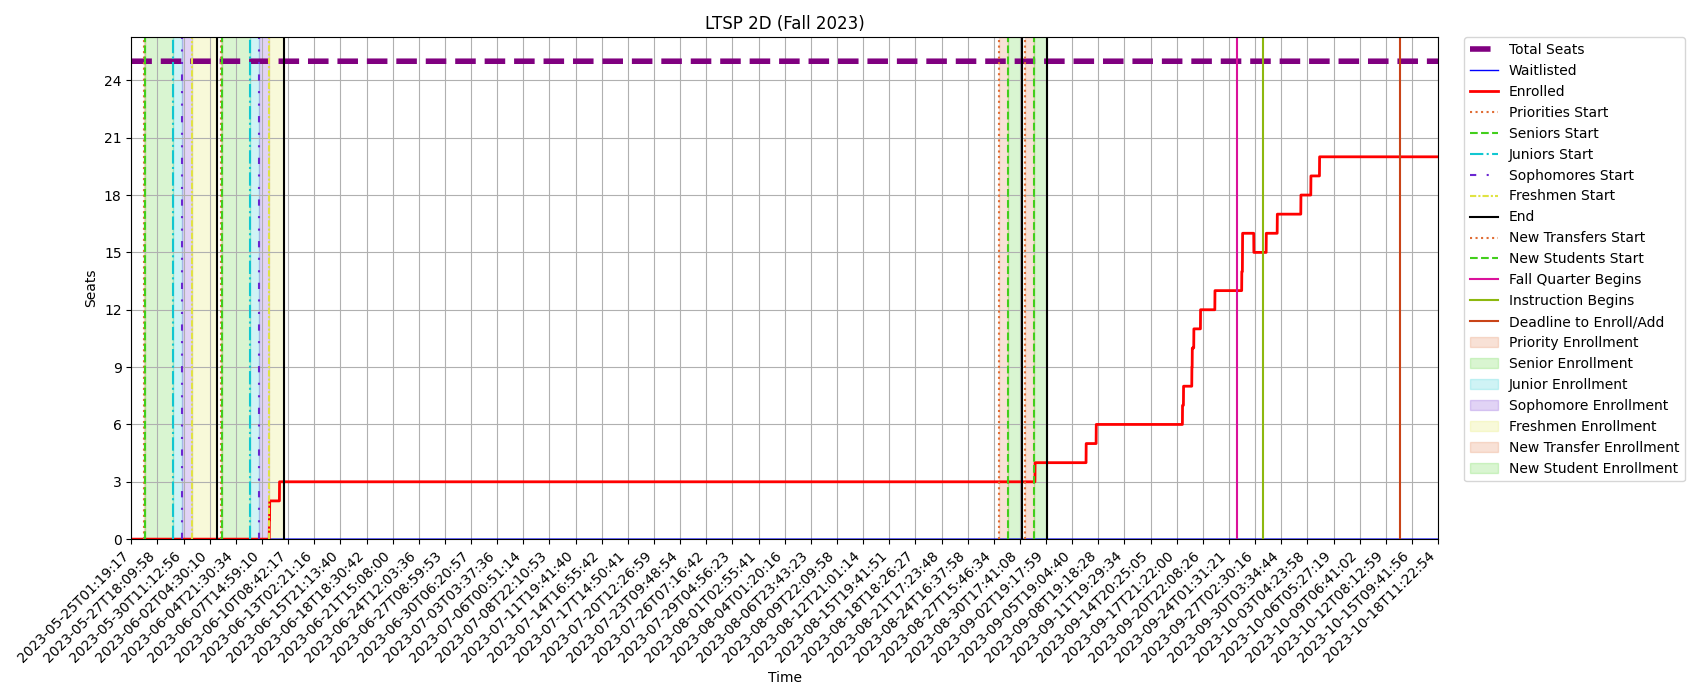 LTSP 2D (Fall 2023)
Seats
24
21
18
15
12
9
6
3
0
2023-05-25T01:19:17
2023-05-27T18:09:58
2023-05-30T11:12:56
2023-06-02T04:30:10
2023-06-04T21:30:34
2023-06-07T14:59:10
2023-06-10T08:42:17
2023-06-13T02:21:16
2023-06-15T21:13:40
2023-06-18T18:30:42
2023-06-21T15:08:00
2023-06-24T12:03:36
2023-06-27T08:59:53
2023-06-30T06:20:57
2023-07-03T03:37:36
2023-07-06T00:51:14
2023-07-08T22:10:53
2023-07-11T19:41:40
2023-07-14T16:55:42
2023-07-17T14:50:41
2023-07-20T12:26:59
2023-07-23T09:48:54
2023-07-26T07:16:42
2023-07-29T04:56:23
2023-08-01T02:55:41
2023-08-04T01:20:16
2023-08-06T23:43:23
2023-08-09T22:09:58
2023-08-12T21:01:14
2023-08-15T19:41:51
2023-08-18T18:26:27
2023-08-21T17:23:48
2023-08-24T16:37:58
2023-08-27T15:46:34
2023-08-30T17:41:08
2023-09-02T19:17:59
2023-09-05T19:04:40
2023-09-08T19:18:28
2023-09-11T19:29:34
2023-09-14T20:25:05
2023-09-17T21:22:00
2023-09-20T22:08:26
2023-09-24T01:31:21
2023-09-27T02:30:16
2023-09-30T03:34:44
2023-10-03T04:23:58
2023-10-06T05:27:19
2023-10-09T06:41:02
2023-10-12T08:12:59
2023-10-15T09:41:56
2023-10-18T11:22:54
Time
Total Seats
Waitlisted
Enrolled
Priorities Start
Seniors Start
Juniors Start
Sophomores Start
Freshmen Start
End
New Transfers Start
New Students Start
Fall Quarter Begins
Instruction Begins
Deadline to Enroll/Add
Priority Enrollment
Senior Enrollment
Junior Enrollment
Sophomore Enrollment
Freshmen Enrollment
New Transfer Enrollment
New Student Enrollment